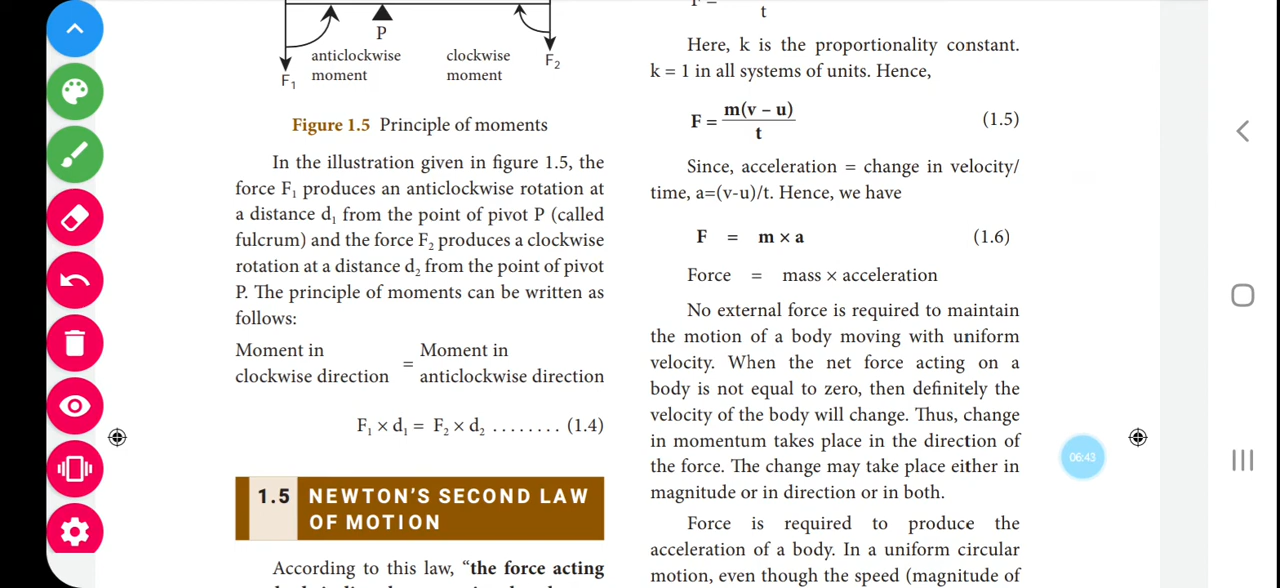 P
anticlockwise
moment
clockwise
moment
F₁
F₂
Figure 1.5 Principle of moments
In the illustration given in figure 1.5, the
force F₁ produces an anticlockwise rotation at
a distance d₁ from the point of pivot P (called
fulcrum) and the force F₂ produces a clockwise
rotation at a distance d₂ from the point of pivot
P. The principle of moments can be written as
follows:
Moment in
clockwise direction
=
Moment in
anticlockwise direction
F₁ × d₁ = F₂ × d₂ ........ (1.4)
1.5 NEWTON'S SECOND LAW
OF MOTION
According to this law, “the force acting
t
Here, k is the proportionality constant.
k = 1 in all systems of units. Hence,
F = m(v – u)
t
(1.5)
Since, acceleration = change in velocity/
time, a=(v-u)/t. Hence, we have
F = m × a (1.6)
Force = mass × acceleration
No external force is required to maintain
the motion of a body moving with uniform
velocity. When the net force acting on a
body is not equal to zero, then definitely the
velocity of the body will change. Thus, change
in momentum takes place in the direction of
the force. The change may take place either in
magnitude or in direction or in both.
Force is required to produce the
acceleration of a body. In a uniform circular
motion, even though the speed (magnitude of
06:43